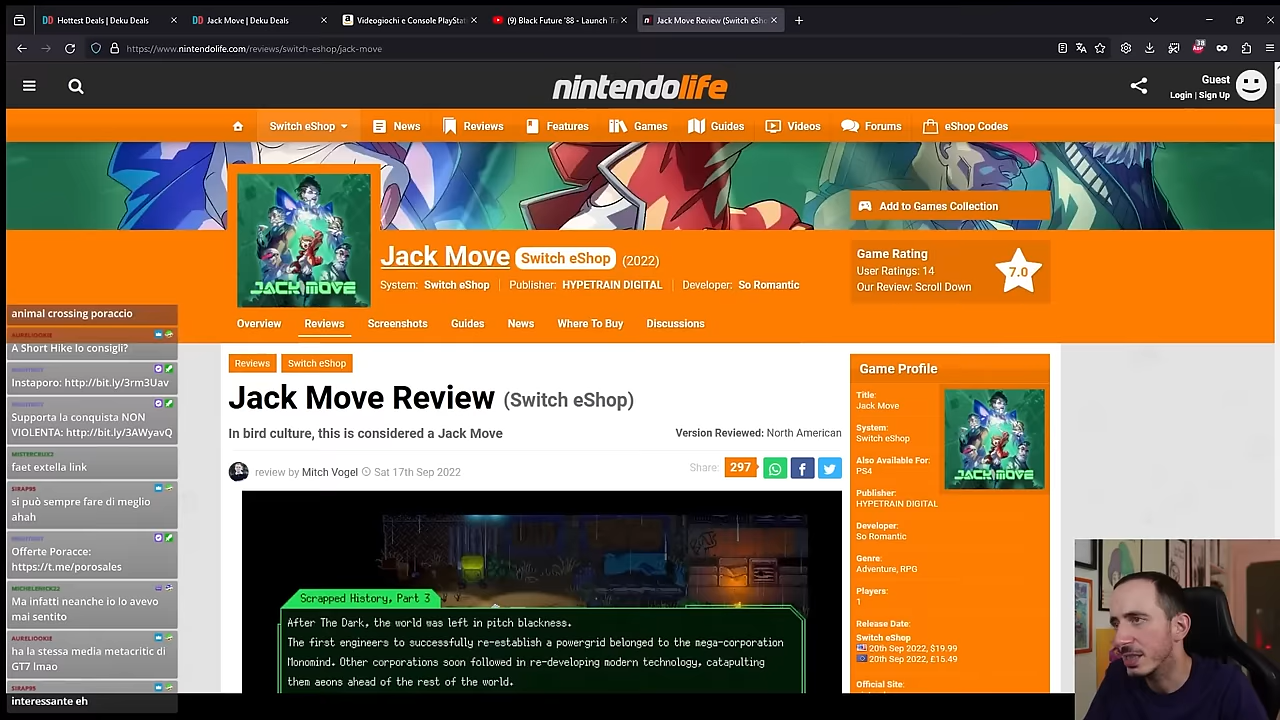 Hottest Deals | Deku Deals
Jack Move | Deku Deals
Videogiochi e Console PlayStat
(9) Black Future '88 - Launch Tra
Jack Move Review (Switch eSho
https://www.nintendolife.com/reviews/switch-eshop/jack-move
38
nintendolife
Guest
Login | Sign Up
Switch eShop
News
Reviews
Features
Games
Guides
Videos
Forums
eShop Codes
JACK MOVE
Jack Move Switch eShop (2022)
System: Switch eShop
Publisher: HYPETRAIN DIGITAL
Developer: So Romantic
Add to Games Collection
Game Rating
User Ratings: 14
Our Review: Scroll Down
7.0
Overview
Reviews
Screenshots
Guides
News
Where To Buy
Discussions
Reviews
Switch eShop
Jack Move Review (Switch eShop)
In bird culture, this is considered a Jack Move
Version Reviewed: North American
review by Mitch Vogel Sat 17th Sep 2022
Share: 297
Scrapped History, Part 3
After The Dark, the world was left in pitch blackness.
The first engineers to successfully re-establish a powergrid belonged to the mega-corporation
Monomind. Other corporations soon followed in re-developing modern technology, catapulting
them aeons ahead of the rest of the world.
Game Profile
Title:
Jack Move
System:
Switch eShop
Also Available For:
PS4
Publisher:
HYPETRAIN DIGITAL
Developer:
So Romantic
Genre:
Adventure, RPG
Players:
1
Release Date:
Switch eShop
20th Sep 2022, $19.99
20th Sep 2022, £15.49
Official Site:
JACK MOVE
animal crossing poraccio
AURELIOOKIE
A Short Hike lo consigli?
Instaporo: http://bit.ly/3rm3Uav
Supporta la conquista NON
VIOLENTA: http://bit.ly/3AWyavQ
MISTERCRUX2
faet extella link
SIRAP95
si può sempre fare di meglio
ahah
Offerte Poracce:
https://t.me/porosales
MICHELENICK22
Ma infatti neanche io lo avevo
mai sentito
AURELIOOKIE
ha la stessa media metacritic di
GT7 lmao
SIRAP95
interessante eh